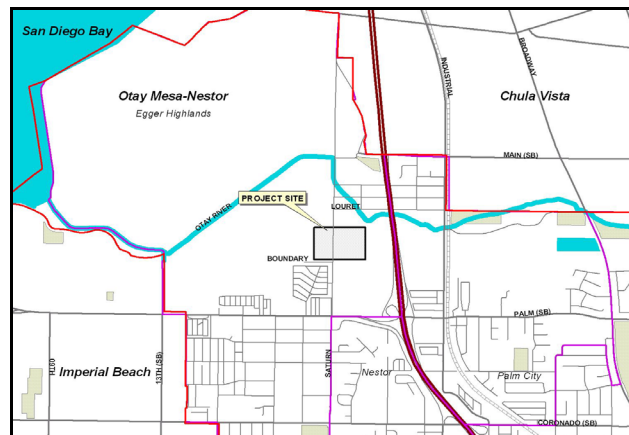 San Diego Bay
Otay Mesa-Nestor
Egger Highlands
INDUSTRIAL
BROADWAY
Chula Vista
MAIN (SB)
PROJECT SITE
LOURET
OTAY RIVER
BOUNDARY
PALM (SB)
09TH
13TH (SB)
SATURN
Imperial Beach
Nestor
Palm City
CORONADO (SB)